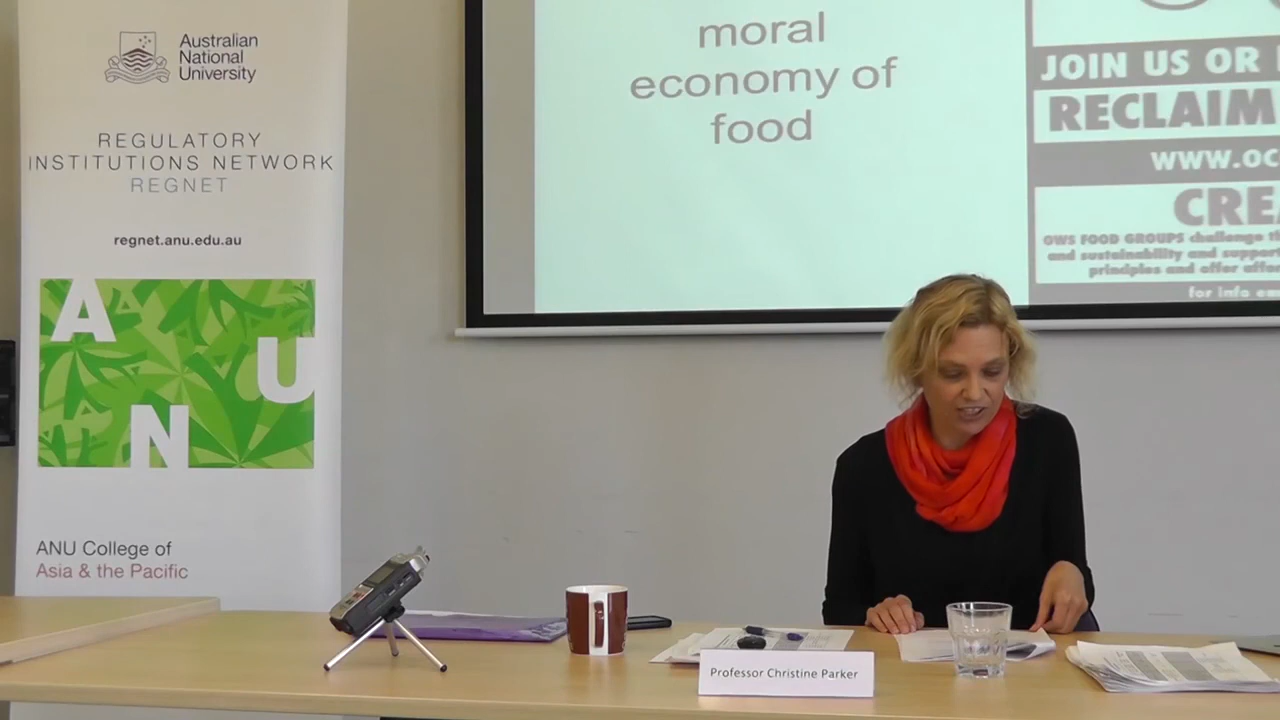 Australian
National
University
REGULATORY
INSTITUTIONS NETWORK
REGNET
regnet.anu.edu.au
A
N
U
ANU College of
Asia & the Pacific
moral
economy of
food
JOIN US OR
RECLAIM
WWW.OC
CRE
OWS FOOD GROUPS challenge
and sustainability and
principles and offer
for info
Professor Christine Parker